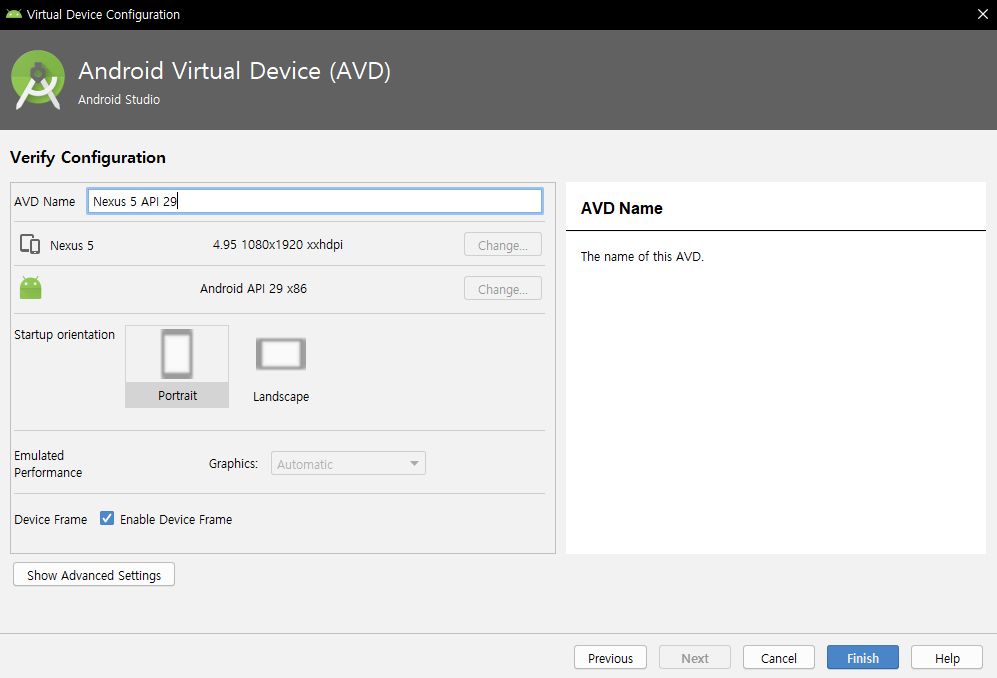 Virtual Device Configuration
Android Virtual Device (AVD)
Android Studio
Verify Configuration
AVD Name Nexus 5 API 29
Nexus 5 4.95 1080x1920 xxhdpi Change...
Android API 29 x86 Change...
Startup orientation
Portrait
Landscape
Emulated
Performance
Graphics: Automatic
Device Frame Enable Device Frame
Show Advanced Settings
AVD Name
The name of this AVD.
Previous Next Cancel Finish Help